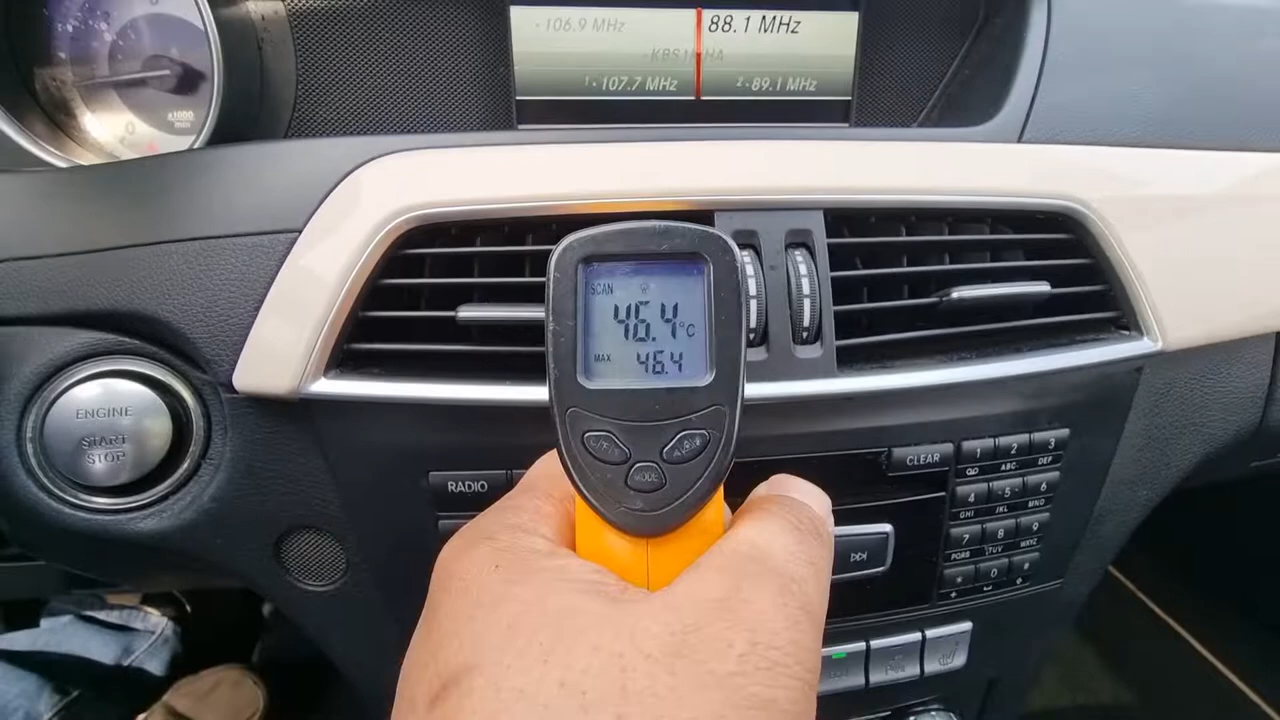 106.9 MHz
88.1 MHz
1 107.7 MHz
2 89.1 MHz
x1000
min
0
SCAN
46.4 °C
MAX 46.4
MODE
ENGINE
START
STOP
RADIO
CLEAR
1 2 3
ABC DEF
4 5 6
GHI JKL MNO
7 8 9
PQRS TUV WXYZ
* 0 #